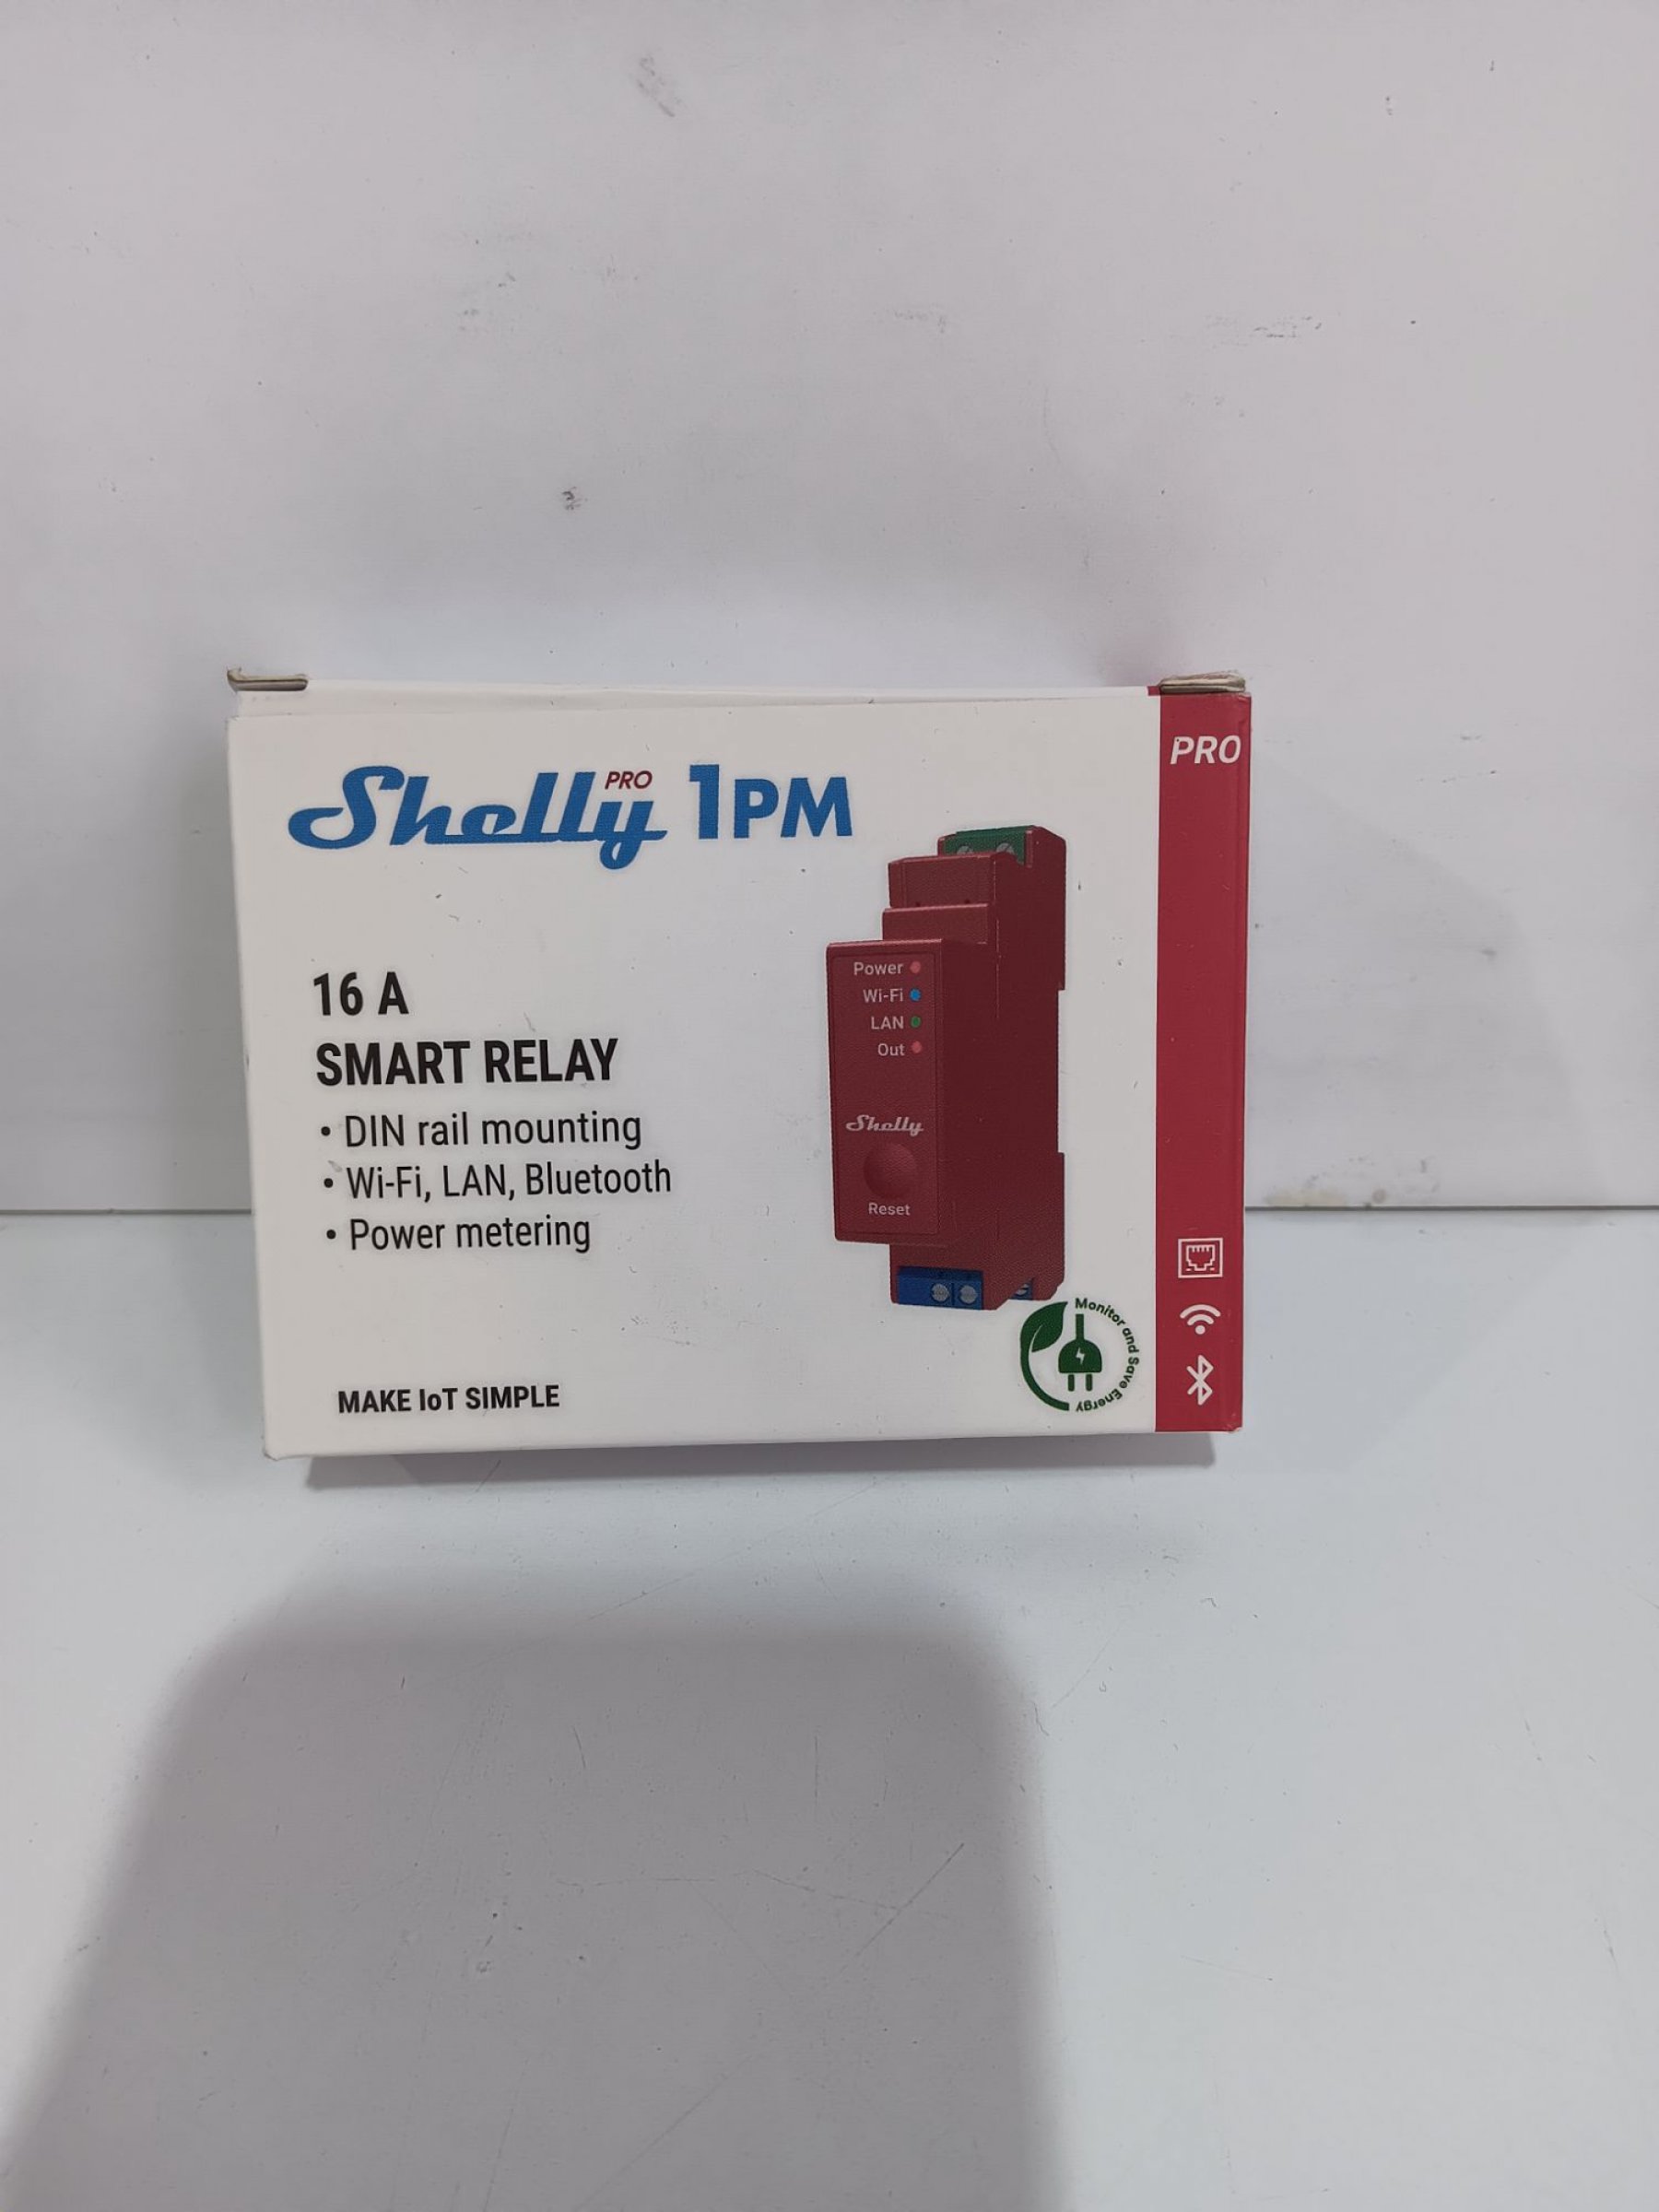 Shelly PRO 1PM
PRO
16 A
SMART RELAY
• DIN rail mounting
• Wi-Fi, LAN, Bluetooth
• Power metering
MAKE IoT SIMPLE
Power
Wi-Fi
LAN
Out
Shelly
Reset
Monitor and Save Energy